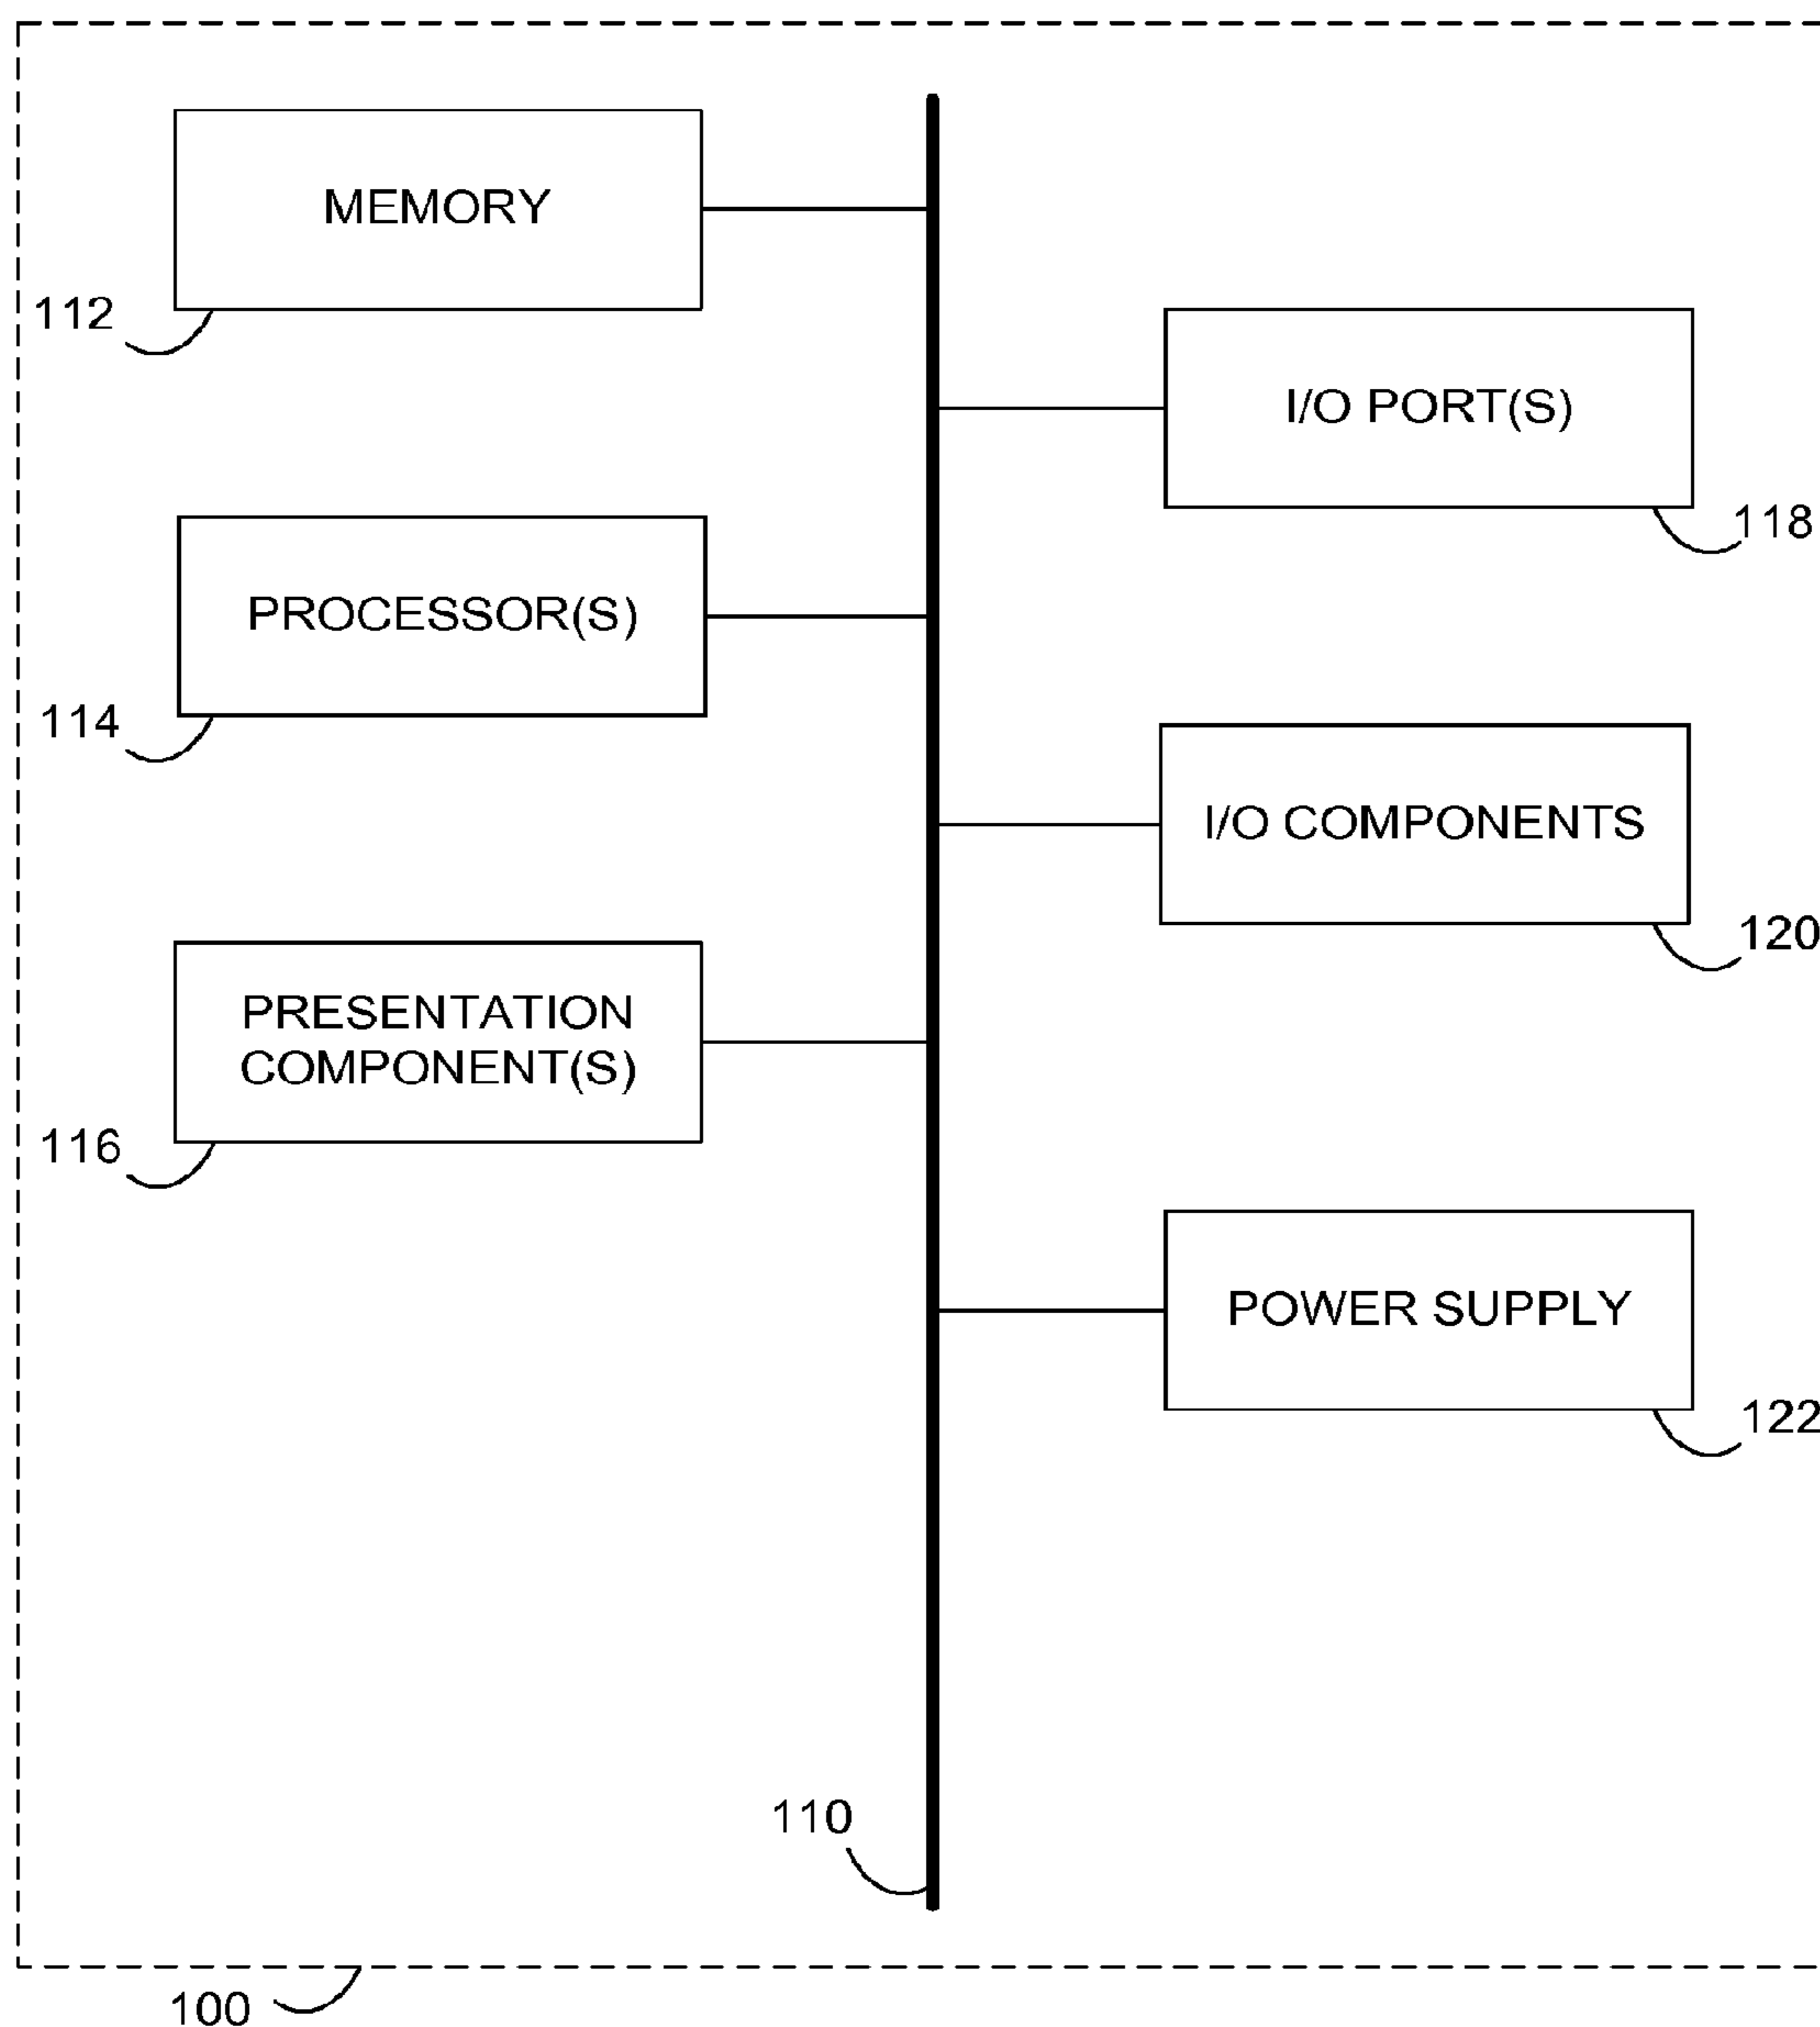 MEMORY
112
I/O PORT(S)
118
PROCESSOR(S)
114
I/O COMPONENTS
120
PRESENTATION
COMPONENT(S)
116
POWER SUPPLY
122
110
100